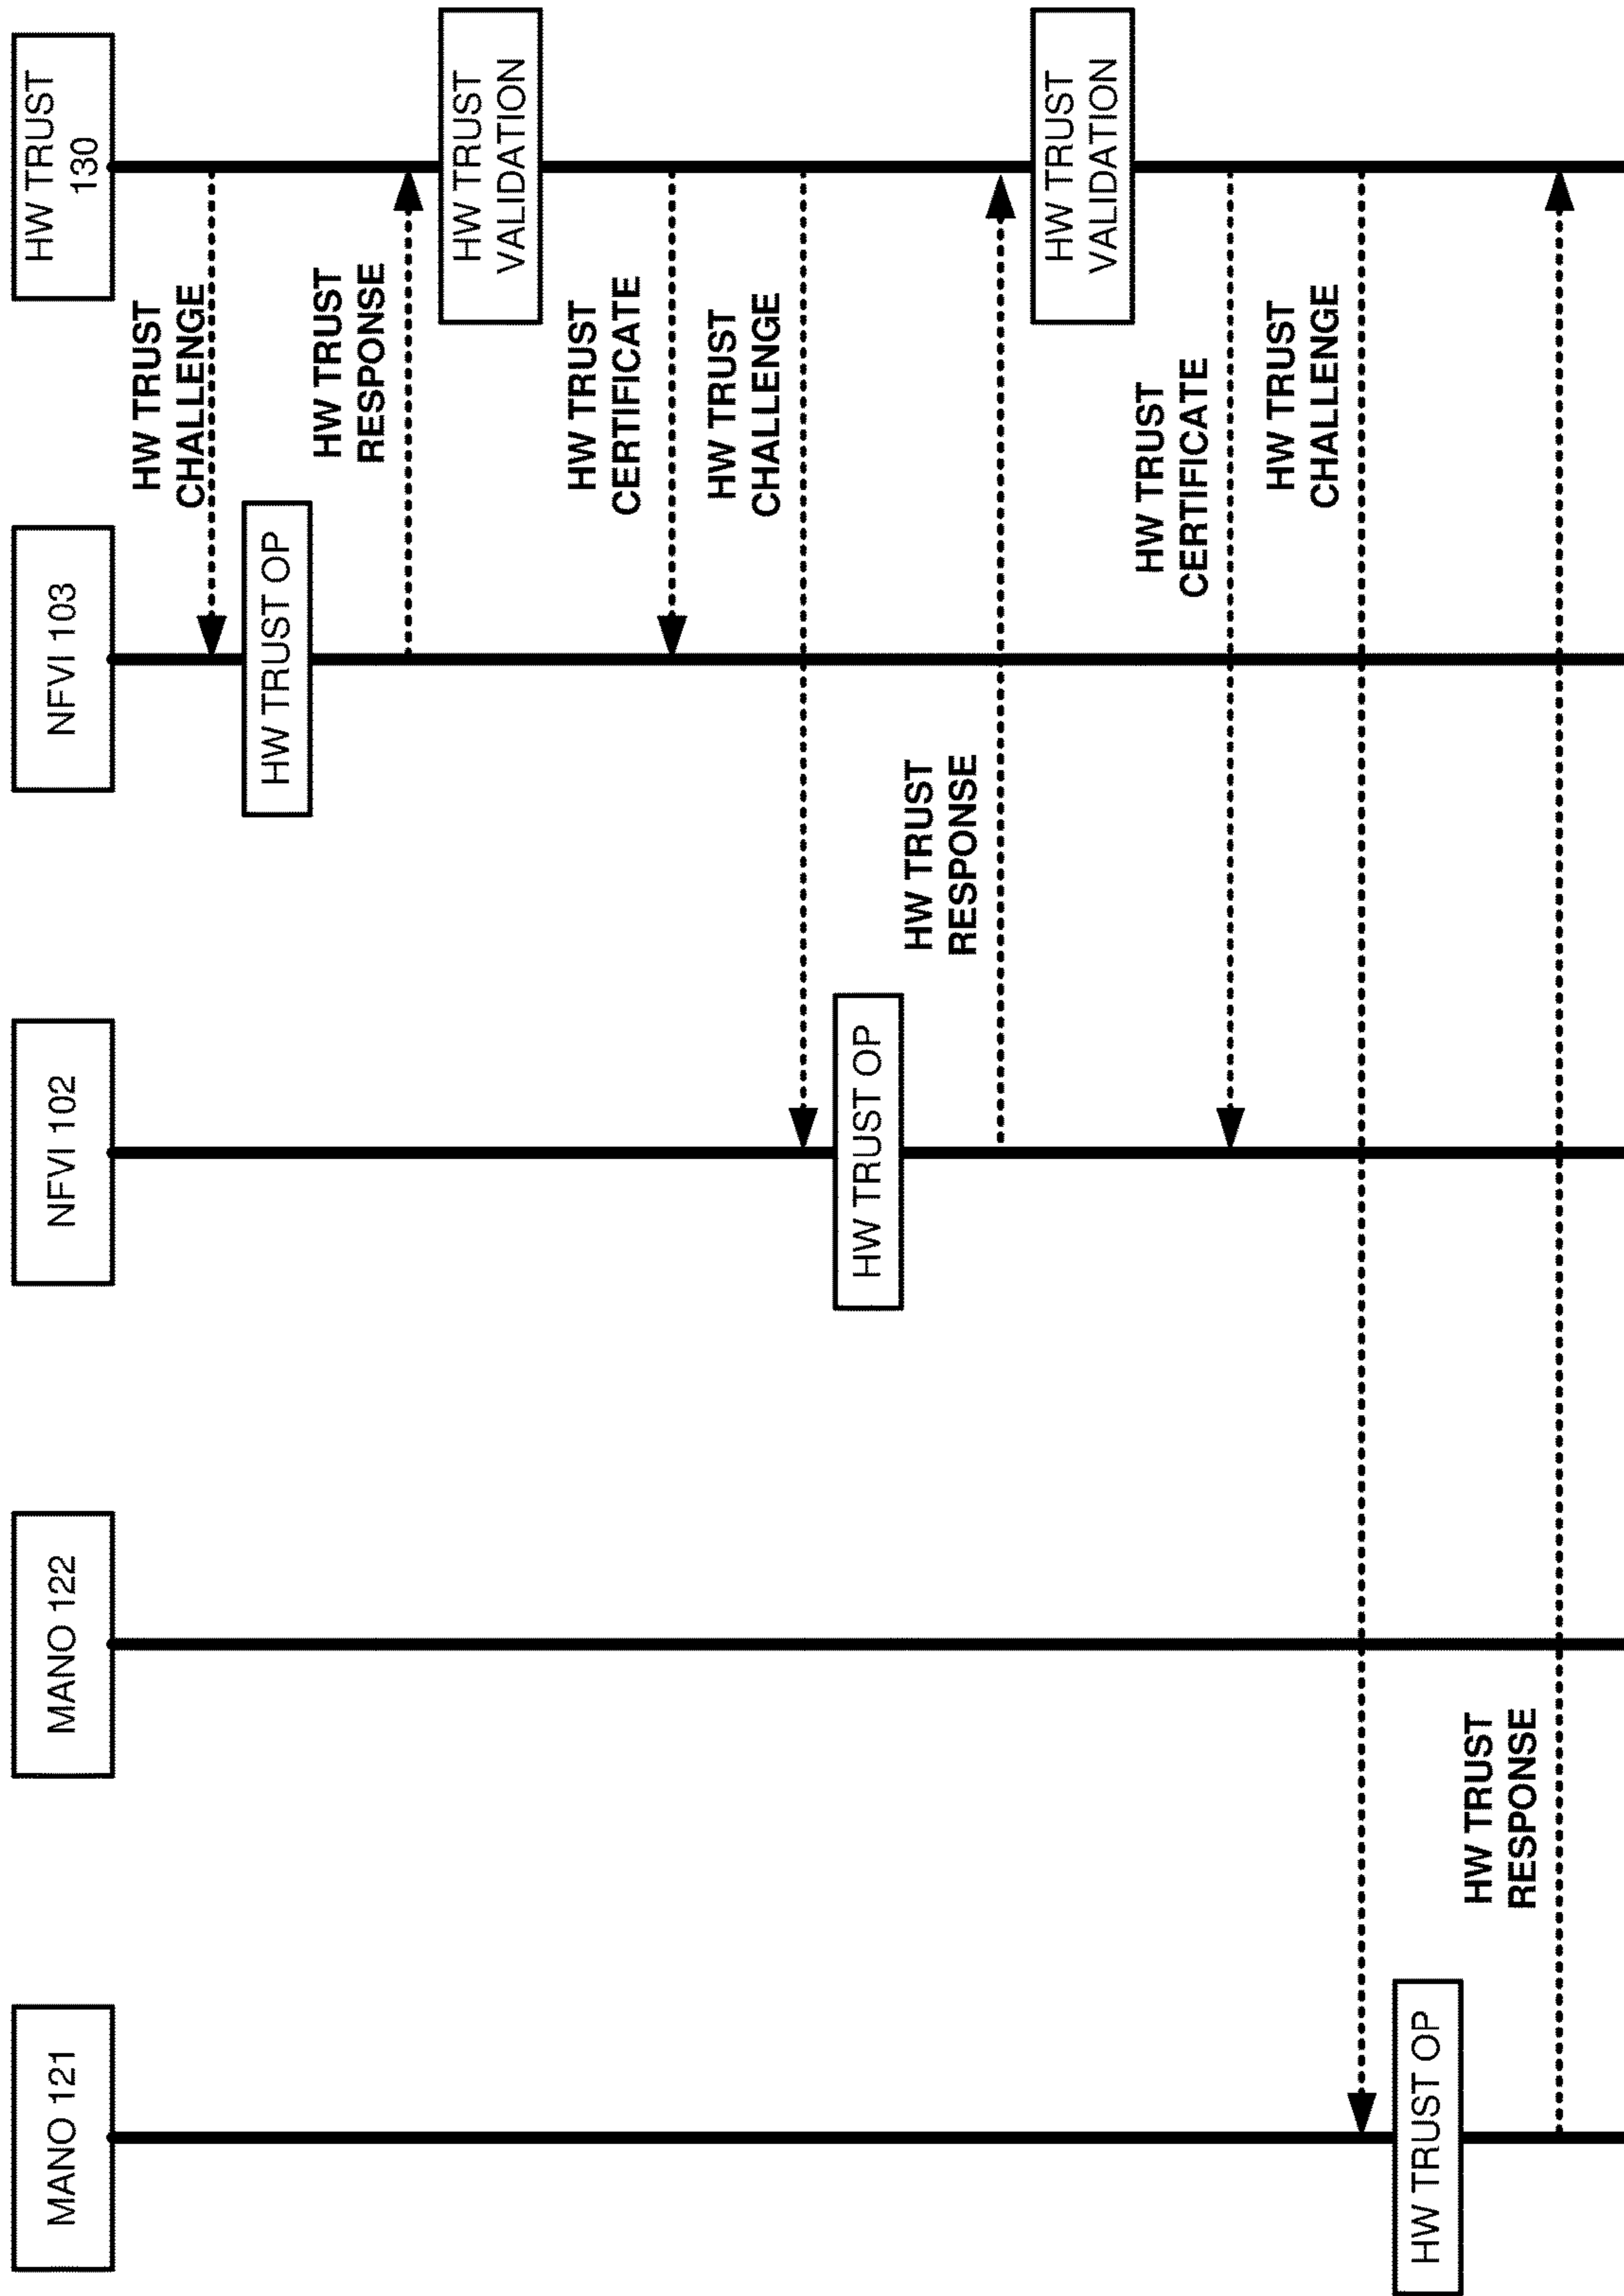 MANO 121
MANO 122
NFVI 102
NFVI 103
HW TRUST
130
HW TRUST
CHALLENGE
HW TRUST OP
HW TRUST
RESPONSE
HW TRUST
VALIDATION
HW TRUST
CERTIFICATE
HW TRUST
CHALLENGE
HW TRUST OP
HW TRUST
RESPONSE
HW TRUST
VALIDATION
HW TRUST
CERTIFICATE
HW TRUST
CHALLENGE
HW TRUST OP
HW TRUST
RESPONSE